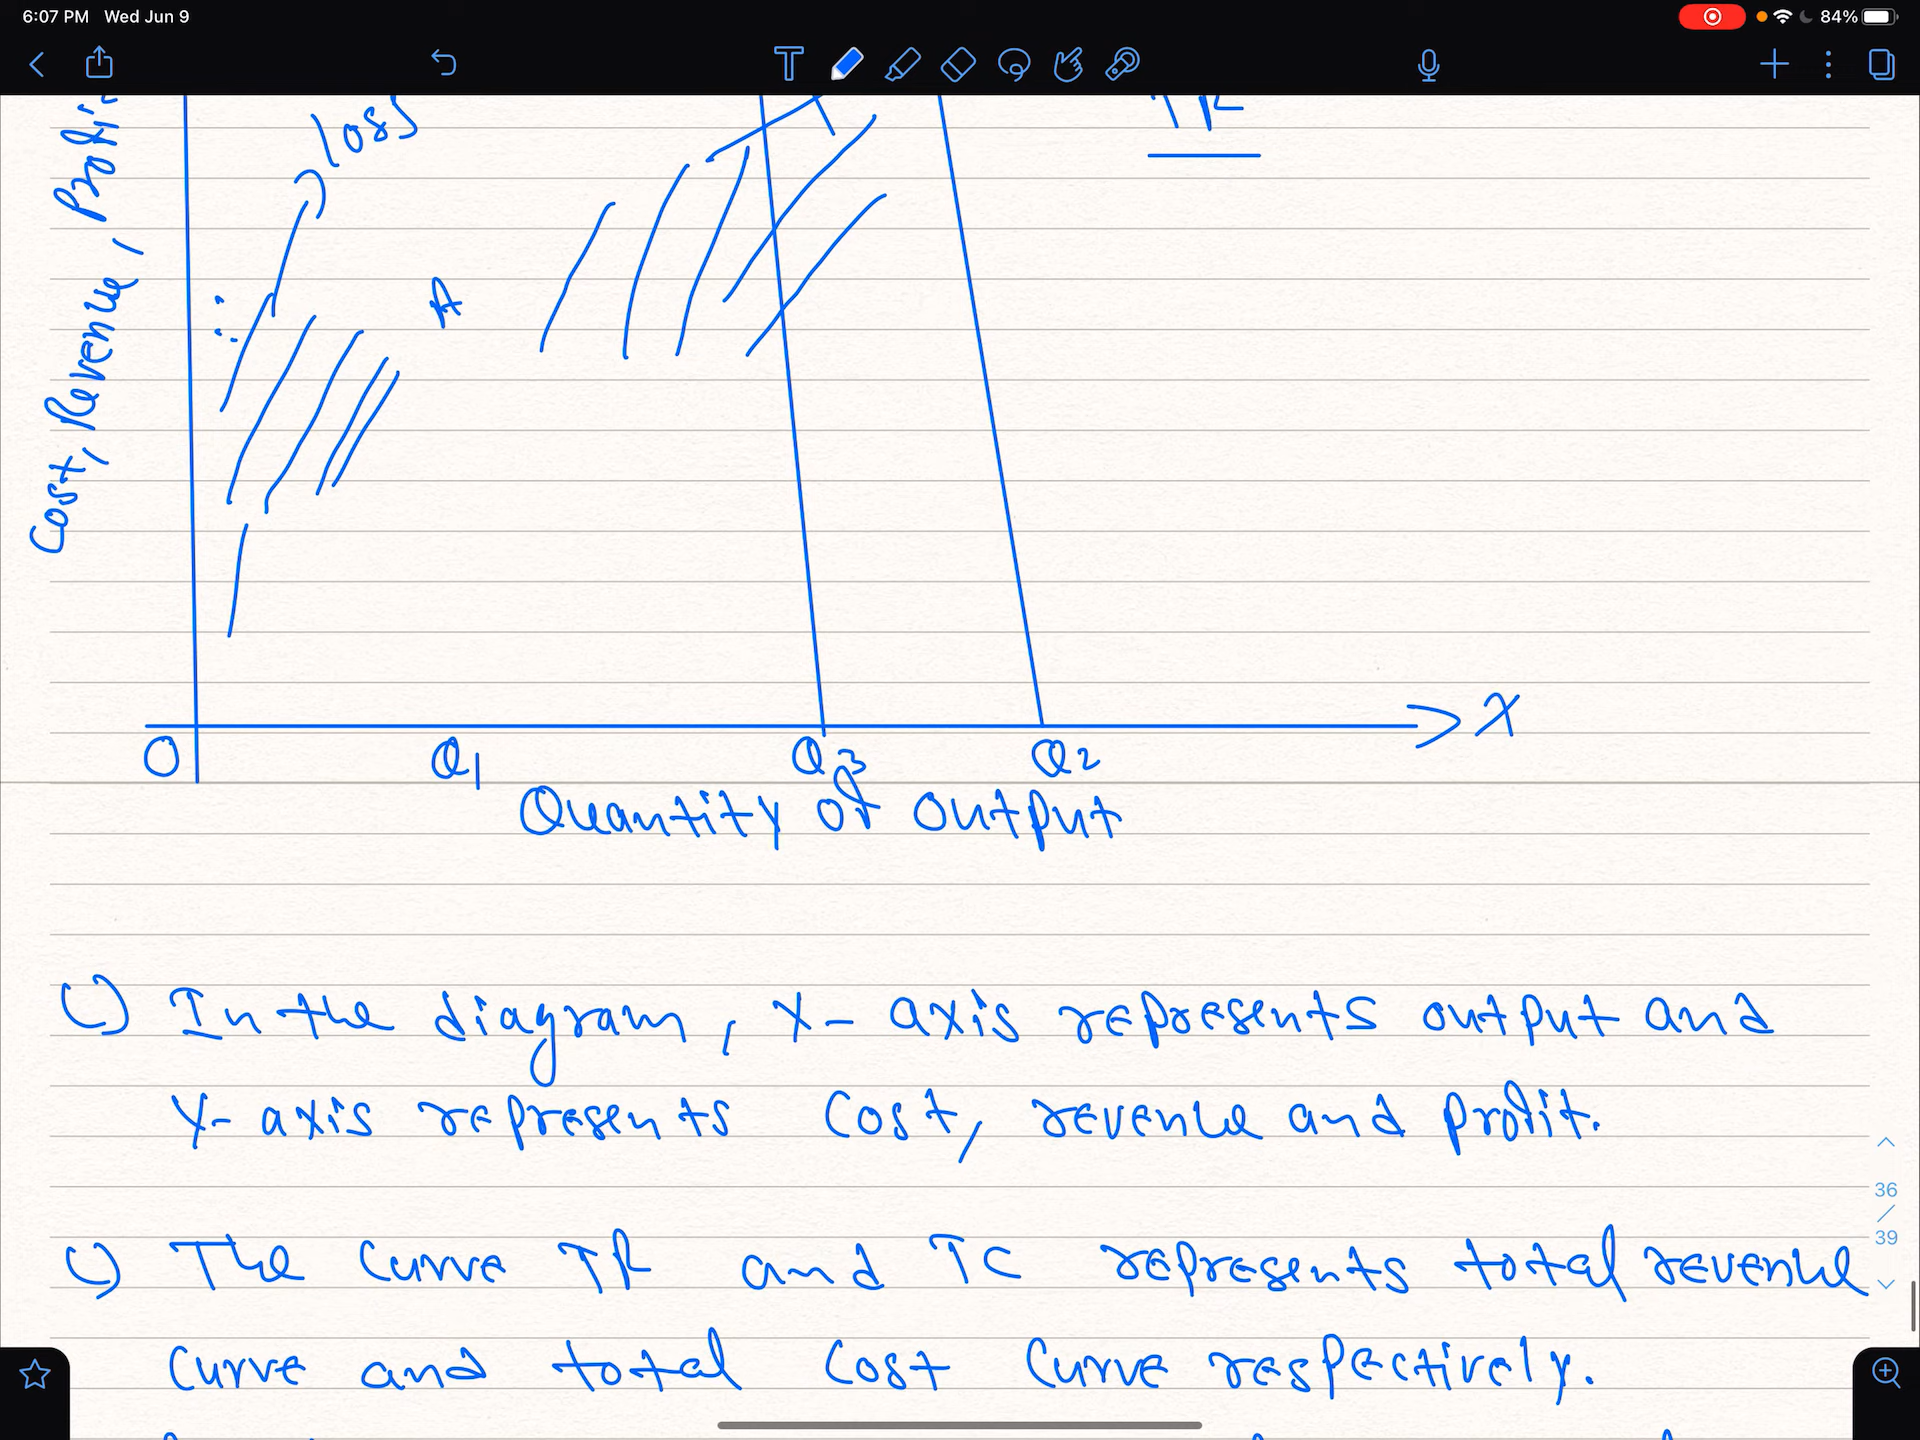 6:07 PM Wed Jun 9
84%
T
loss
TR
Cost, Revenue, Profit
A
X
O Q1 Q3 Q2
Quantity of output
i) In the diagram, X-axis represents output and
Y-axis represents cost, revenue and profit.
36
/
39
i) The curve TR and TC represents total revenue
curve and total cost curve respectively.